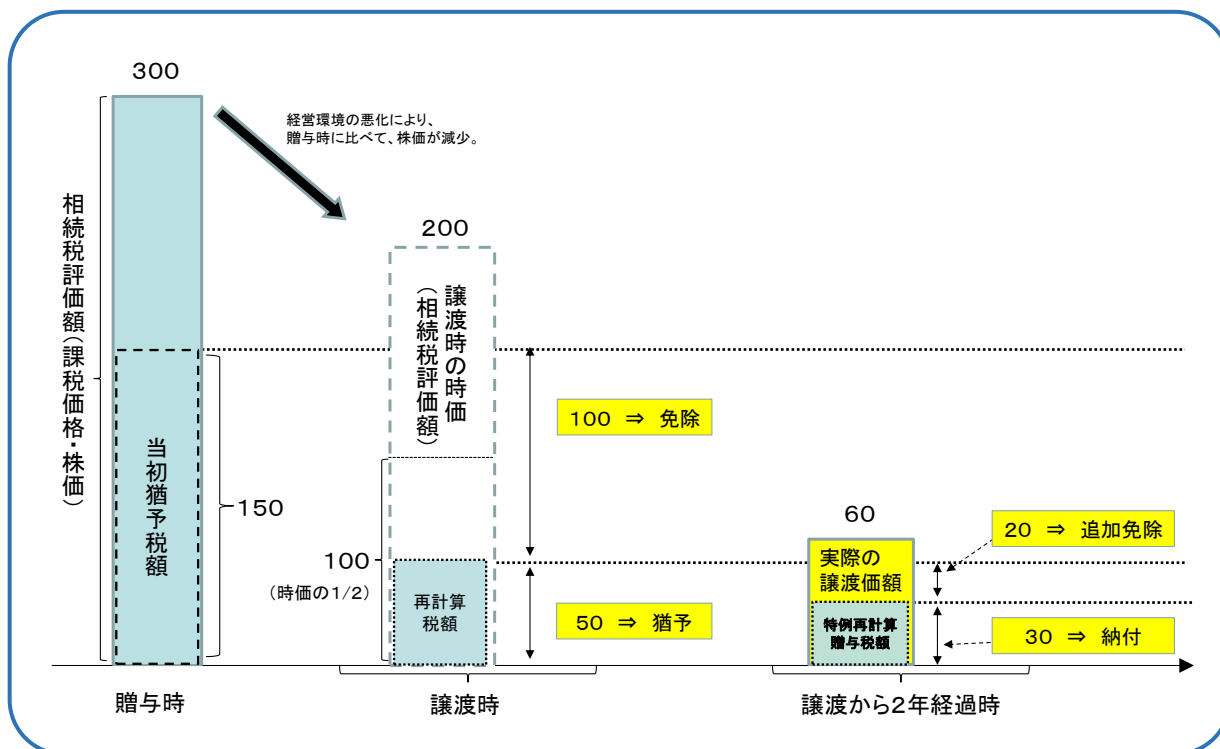 300
経営環境の悪化により、
贈与時に比べて、株価が減少。
相続税評価額(課税価格・株価)
200
譲渡時の時価
(相続税評価額)
100 ⇒ 免除
当初猶予税額
150
60
20 ⇒ 追加免除
実際の
譲渡価額
100
(時価の1/2)
再計算
税額
50 ⇒ 猶予
特例再計算
贈与税額
30 ⇒ 納付
贈与時
譲渡時
譲渡から2年経過時